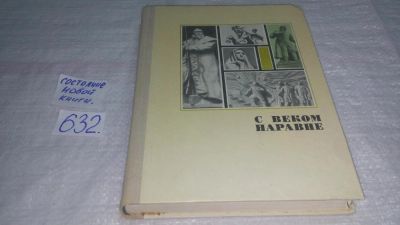 состояние
новой
книги.
632.
С ВЕКОМ
НАРАВНЕ